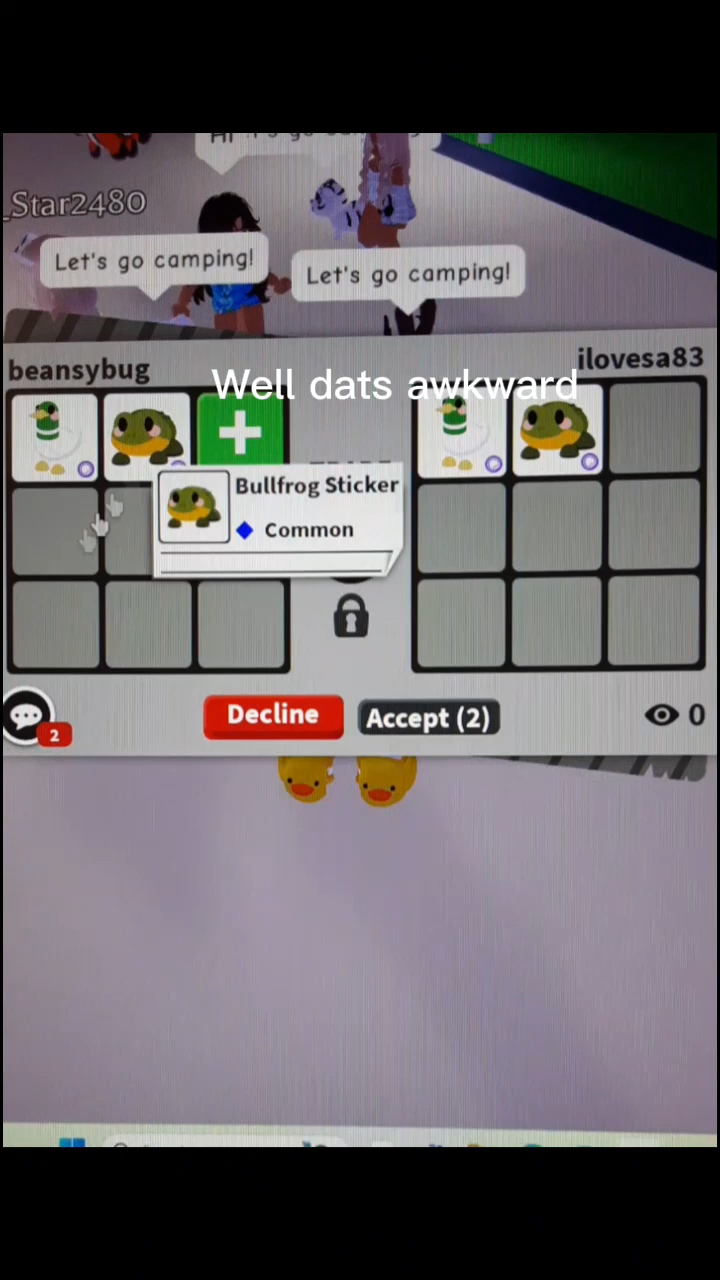 _Star2480
Let's go camping!
Let's go camping!
beansybug
ilovesa83
Well dats awkward
Bullfrog Sticker
Common
2
Decline
Accept (2)
0